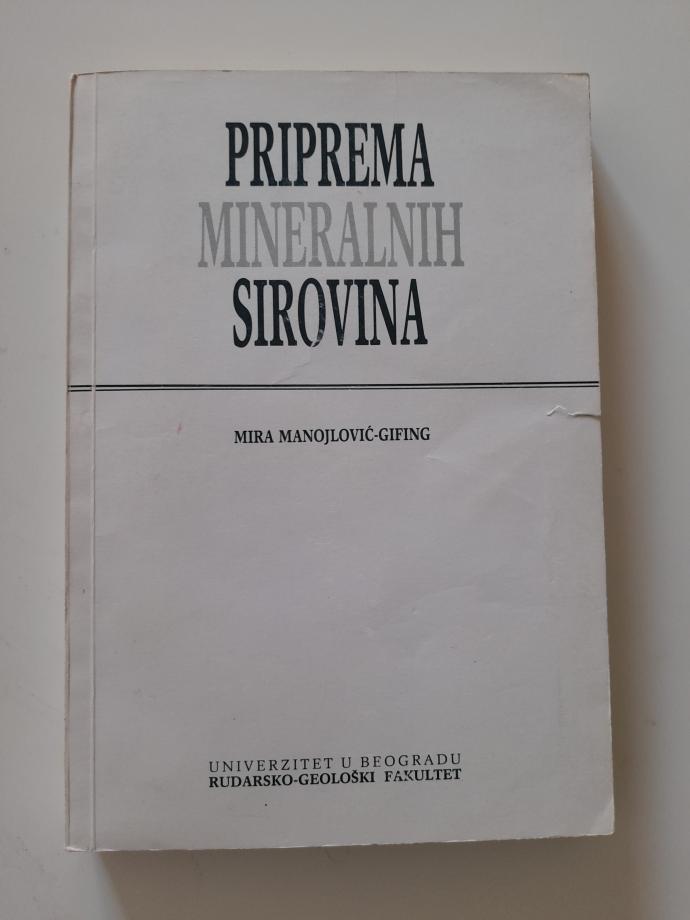 PRIPREMA
MINERALNIH
SIROVINA
MIRA MANOJLOVIĆ-GIFING
UNIVERZITET U BEOGRADU
RUDARSKO-GEOLOŠKI FAKULTET